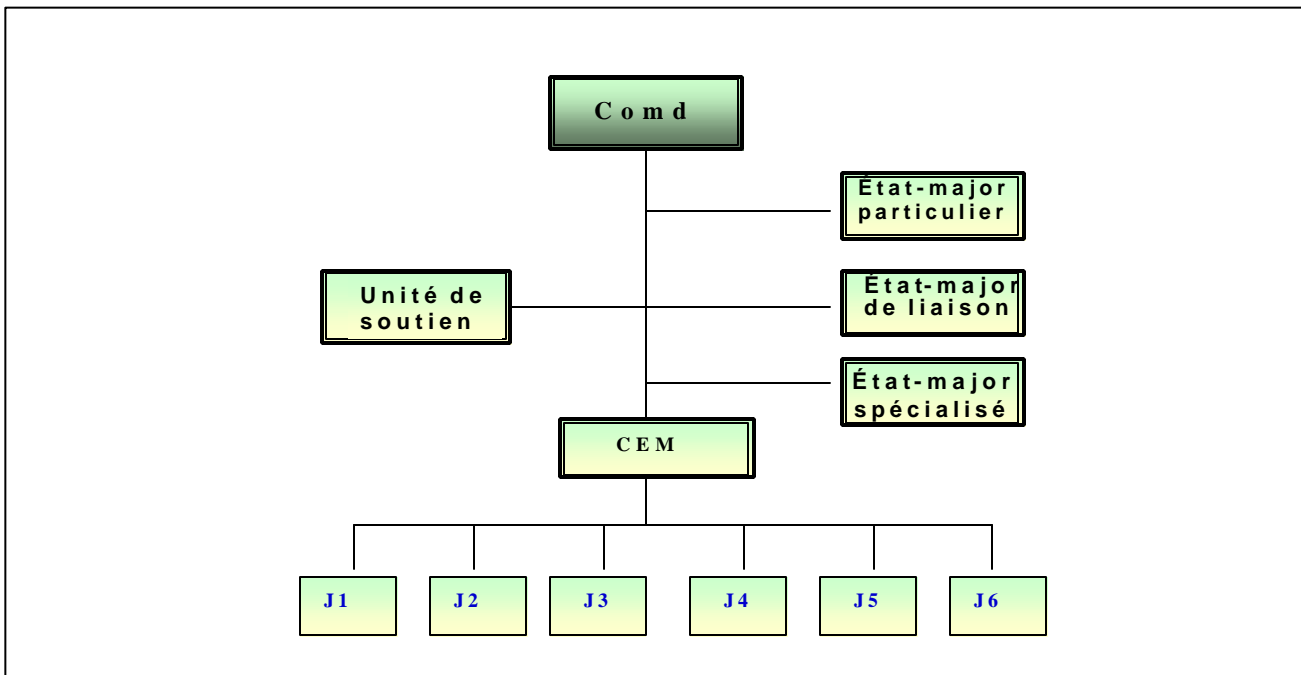 Comd
État-major
particulier
Unité de
soutien
État-major
de liaison
État-major
spécialisé
CEM
J1
J2
J3
J4
J5
J6